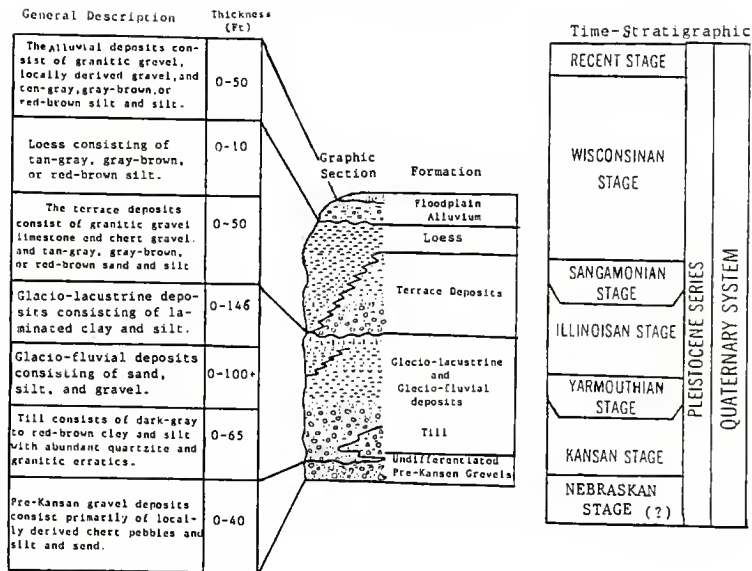 General Description
Thickness
(Ft)
The Alluvial deposits con-
sist of granitic grevel,
locally derived gravel,and
ten-gray,gray-brown,or
red-brown silt and silt.
0-50
Loess consisting of
tan-gray, gray-brown,
or red-brown silt.
0-10
The terrace deposits
consist of granitic gravel
limestone end chert gravel.
and tan-gray, gray-brown,
or red-brown sand and silt
0-50
Glacio-lacustrine depo-
sits consisting of la-
minated clay and silt.
0-146
Glacio-fluvial deposits
consisting of sand,
silt, and gravel.
0-100+
Till consists of dark-gray
to red-brown clay and silt
with abundant quartzite and
granitic erratics.
0-65
Pre-Kansan gravel deposits
consist primarily of local-
ly derived chert pebbles and
silt and send.
0-40
Graphic
Section
Formation
Floodplain
Alluvium
Loess
Terrace Deposits
Glecio-lacustrine
and
Glecio-fluvial
deposits
Till
Undifferentiated
Pre-Kansen Gravels
Time-Stratigraphic
RECENT STAGE
WISCONSINAN
STAGE
SANGAMONIAN
STAGE
ILLINOISAN STAGE
YARMOUTHIAN
STAGE
KANSAN STAGE
NEBRASKAN
STAGE (?)
PLEISTOCENE SERIES
QUATERNARY SYSTEM